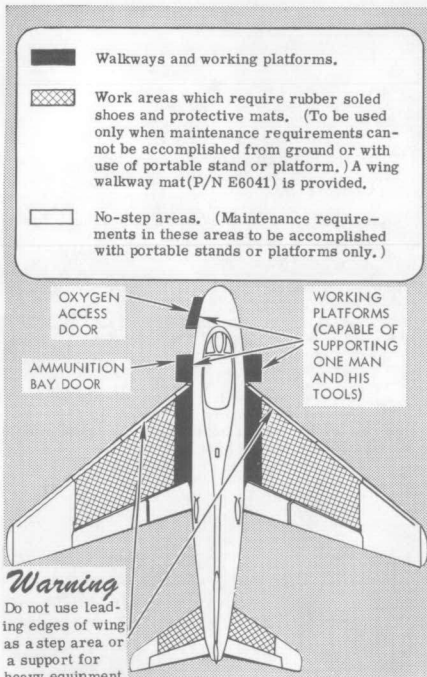 Walkways and working platforms.
Work areas which require rubber soled
shoes and protective mats. (To be used
only when maintenance requirements can-
not be accomplished from ground or with
use of portable stand or platform.) A wing
walkway mat(P/N E6041) is provided.
No-step areas. (Maintenance require-
ments in these areas to be accomplished
with portable stands or platforms only.)
OXYGEN
ACCESS
DOOR
AMMUNITION
BAY DOOR
WORKING
PLATFORMS
(CAPABLE OF
SUPPORTING
ONE MAN
AND HIS
TOOLS)
Warning
Do not use lead-
ing edges of wing
as a step area or
a support for
heavy equipment